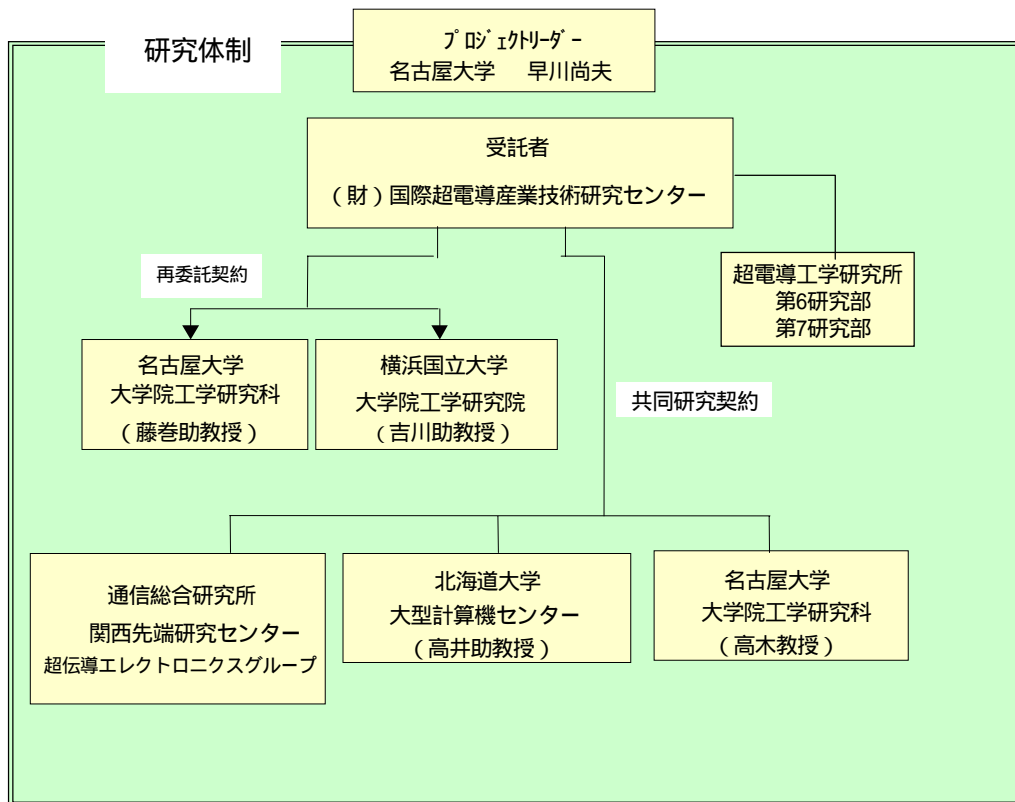 研究体制
ﾌﾟﾛｼﾞｪｸﾄﾘｰﾀﾞｰ
名古屋大学　早川尚夫
受託者
（財）国際超電導産業技術研究センター
再委託契約
超電導工学研究所
第6研究部
第7研究部
名古屋大学
大学院工学研究科
（藤巻助教授）
横浜国立大学
大学院工学研究院
（吉川助教授）
共同研究契約
通信総合研究所
関西先端研究センター
超伝導エレクトロニクスグループ
北海道大学
大型計算機センター
（高井助教授）
名古屋大学
大学院工学研究科
（高木教授）